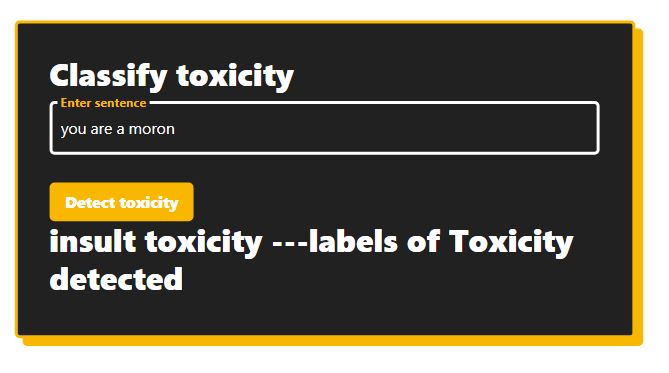 Classify toxicity
Enter sentence
you are a moron
Detect toxicity
insult toxicity ---labels of Toxicity
detected